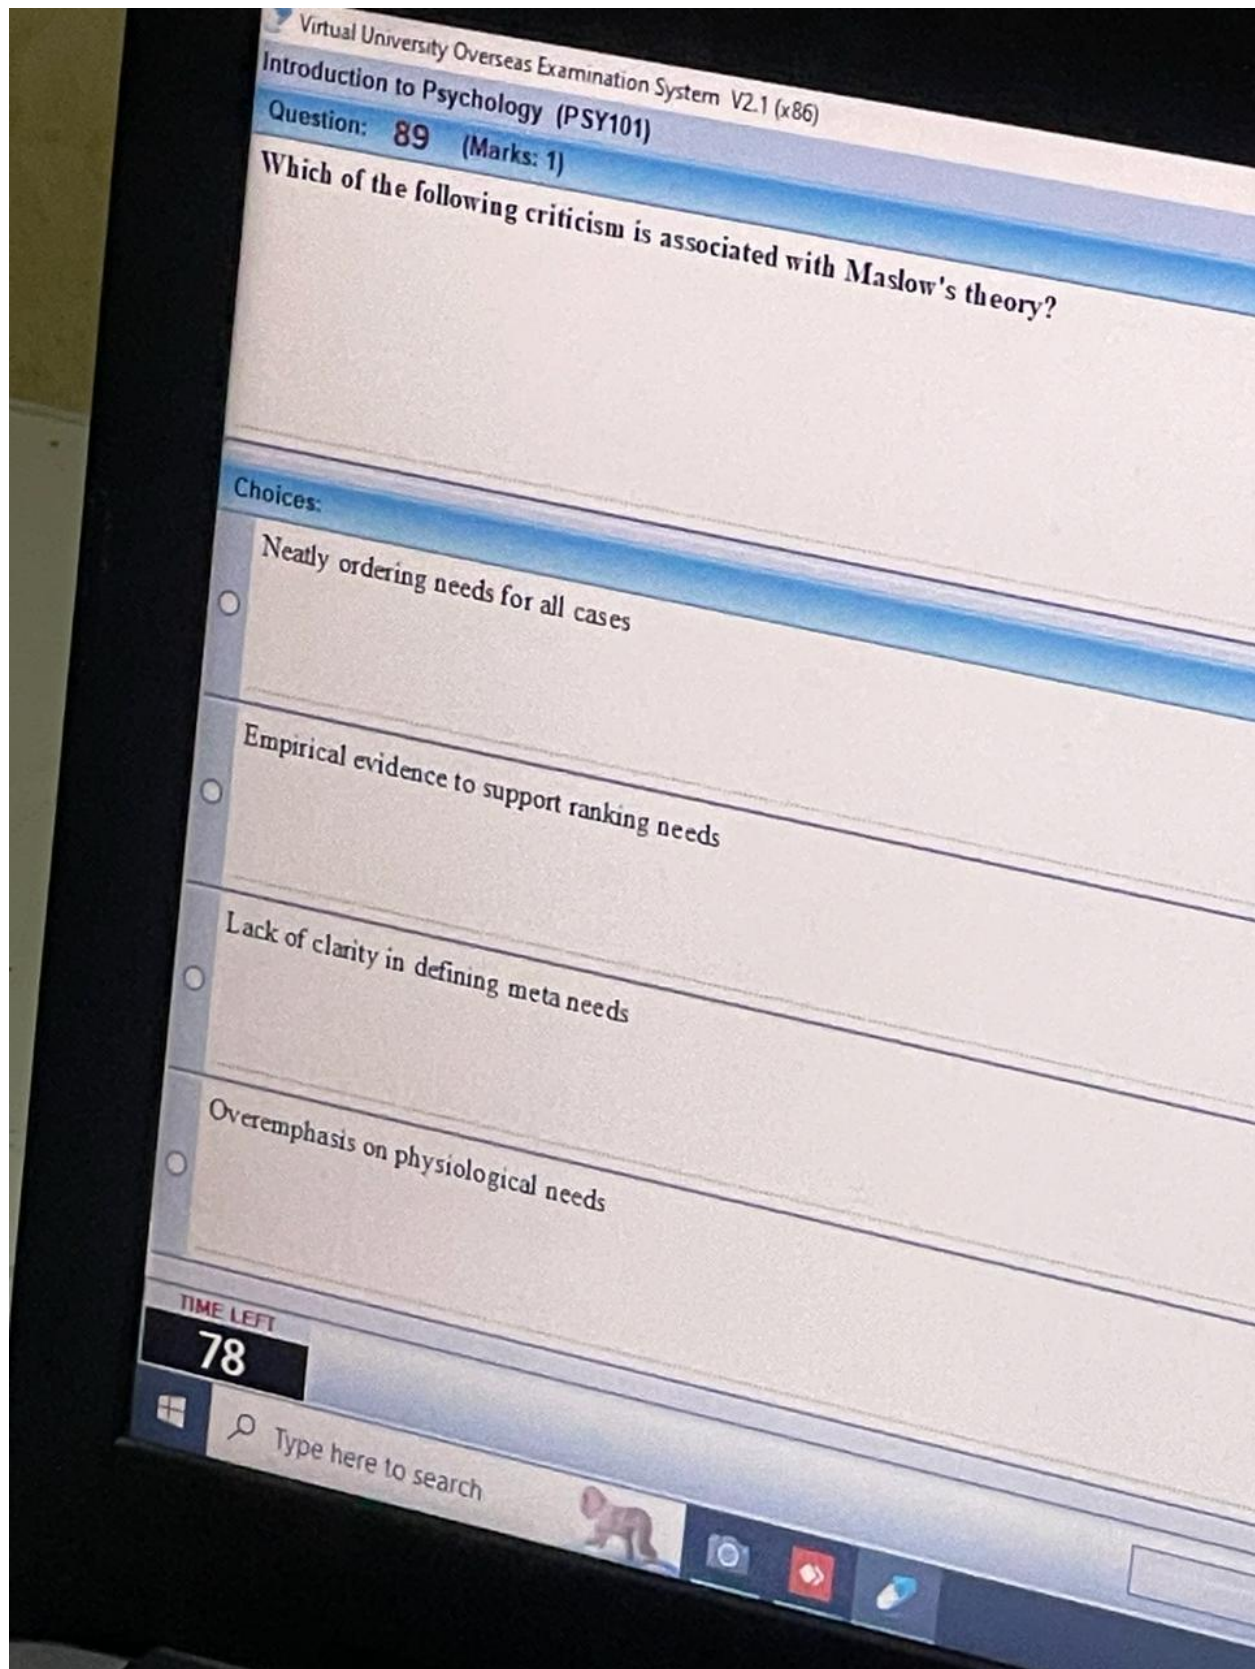 Virtual University Overseas Examination System V2.1 (x86)
Introduction to Psychology (PSY101)
Question: 89 (Marks: 1)
Which of the following criticism is associated with Maslow's theory?
Choices:
Neatly ordering needs for all cases
Empirical evidence to support ranking needs
Lack of clarity in defining meta needs
Overemphasis on physiological needs
TIME LEFT
78
Type here to search